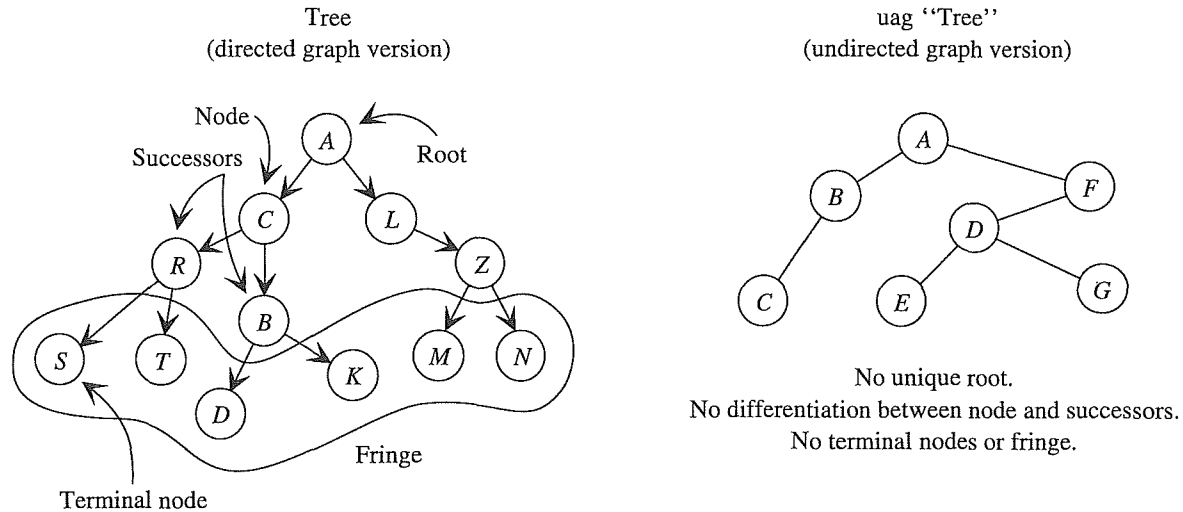 Tree
(directed graph version)
Node
A
Root
Successors
C
L
R
Z
B
S
T
M
N
K
D
Fringe
Terminal node
uag ‘‘Tree’’
(undirected graph version)
A
F
B
D
C
E
G
No unique root.
No differentiation between node and successors.
No terminal nodes or fringe.